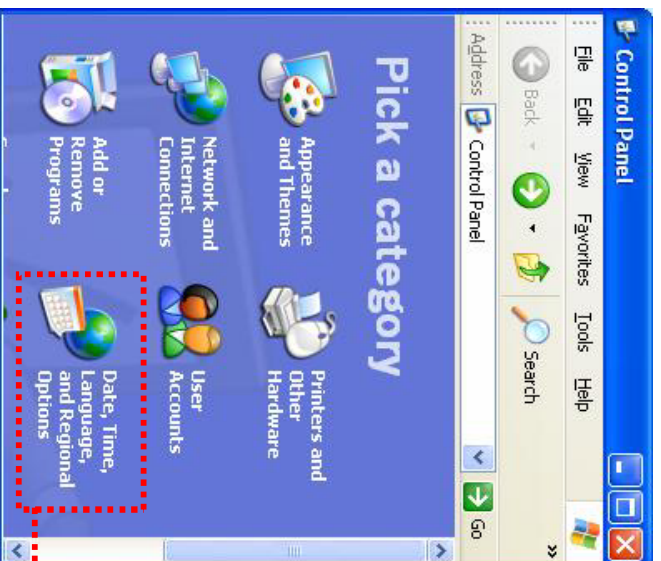 Control Panel
File Edit View Favorites Tools Help
Back Search »
Address Control Panel Go
Pick a category
Appearance
and Themes
Printers and
Other
Hardware
Network and
Internet
Connections
User
Accounts
Add or
Remove
Programs
Date, Time,
Language,
and Regional
Options